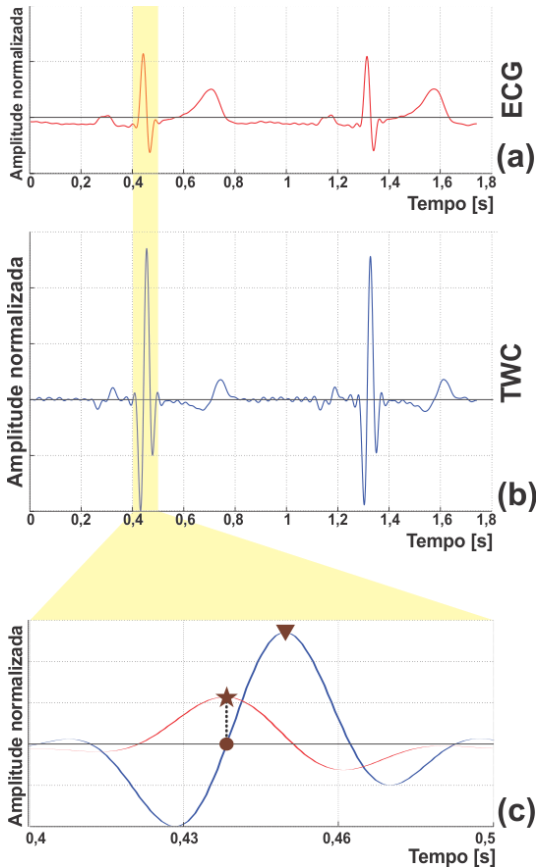 Amplitude normalizada
ECG
(a)
0 0,2 0,4 0,6 0,8 1 1,2 1,4 1,6 1,8
Tempo [s]
Amplitude normalizada
TWC
(b)
0 0,2 0,4 0,6 0,8 1 1,2 1,4 1,6 1,8
Tempo [s]
Amplitude normalizada
(c)
0,4 0,43 0,46 0,5
Tempo [s]